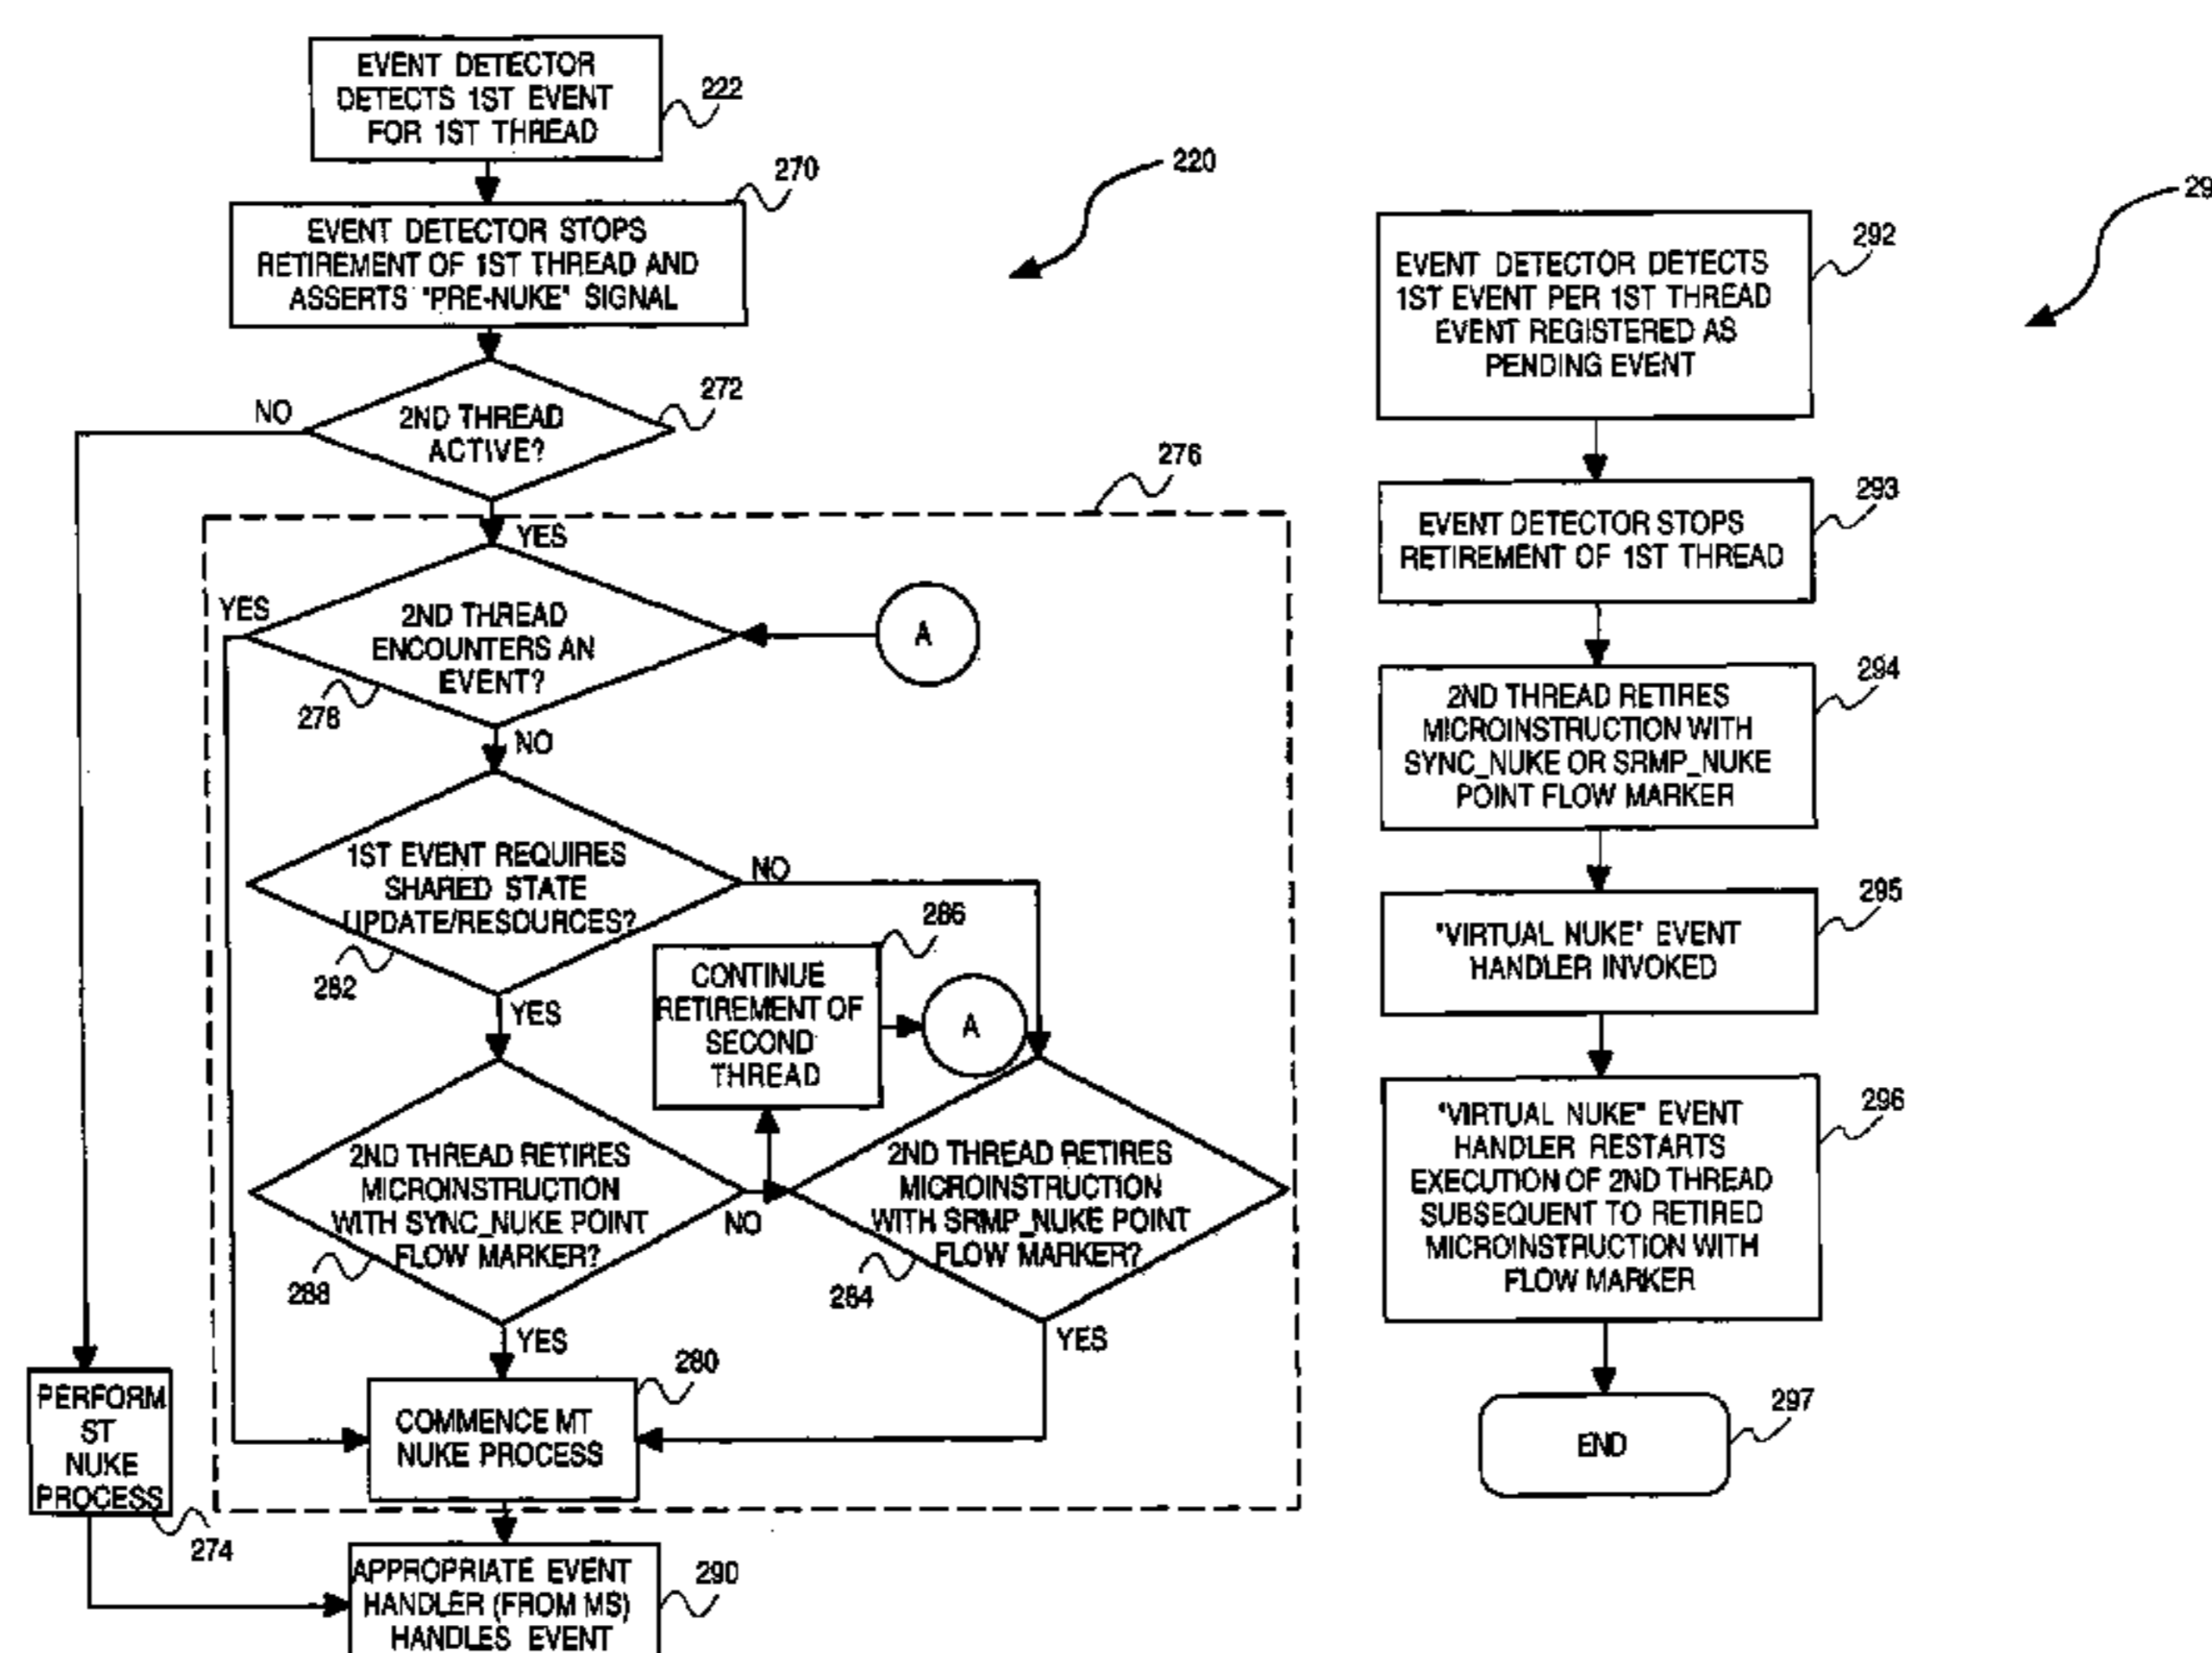 EVENT DETECTOR
DETECTS 1ST EVENT
FOR 1ST THREAD
222
270
EVENT DETECTOR STOPS
RETIREMENT OF 1ST THREAD AND
ASSERTS "PRE-NUKE" SIGNAL
220
272
NO
2ND THREAD
ACTIVE?
276
YES
YES
2ND THREAD
ENCOUNTERS AN
EVENT?
A
278
NO
1ST EVENT REQUIRES
SHARED STATE
UPDATE/RESOURCES?
NO
282
YES
286
CONTINUE
RETIREMENT OF
SECOND
THREAD
A
2ND THREAD RETIRES
MICROINSTRUCTION
WITH SYNC_NUKE POINT
FLOW MARKER?
NO
288
2ND THREAD RETIRES
MICROINSTRUCTION
WITH SRMP_NUKE POINT
FLOW MARKER?
284
YES
YES
280
COMMENCE MT
NUKE PROCESS
PERFORM
ST
NUKE
PROCESS
274
APPROPRIATE EVENT
HANDLER (FROM MS)
HANDLES EVENT
290
29
292
EVENT DETECTOR DETECTS
1ST EVENT PER 1ST THREAD
EVENT REGISTERED AS
PENDING EVENT
293
EVENT DETECTOR STOPS
RETIREMENT OF 1ST THREAD
294
2ND THREAD RETIRES
MICROINSTRUCTION WITH
SYNC_NUKE OR SRMP_NUKE
POINT FLOW MARKER
295
"VIRTUAL NUKE" EVENT
HANDLER INVOKED
296
"VIRTUAL NUKE" EVENT
HANDLER RESTARTS
EXECUTION OF 2ND THREAD
SUBSEQUENT TO RETIRED
MICROINSTRUCTION WITH
FLOW MARKER
297
END